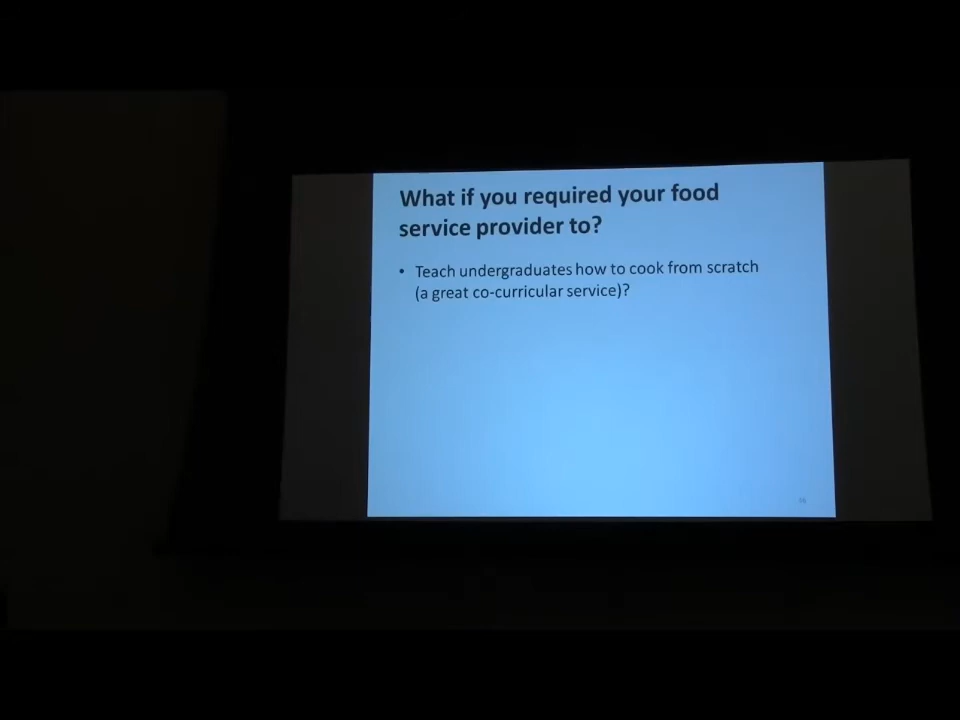 What if you required your food
service provider to?
• Teach undergraduates how to cook from scratch
(a great co-curricular service)?